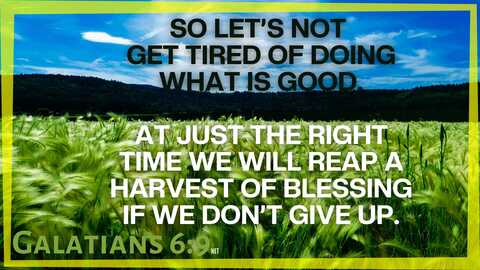 SO LET'S NOT
GET TIRED OF DOING
WHAT IS GOOD.
AT JUST THE RIGHT
TIME WE WILL REAP A
HARVEST OF BLESSING
IF WE DON'T GIVE UP.
GALATIANS 6:9